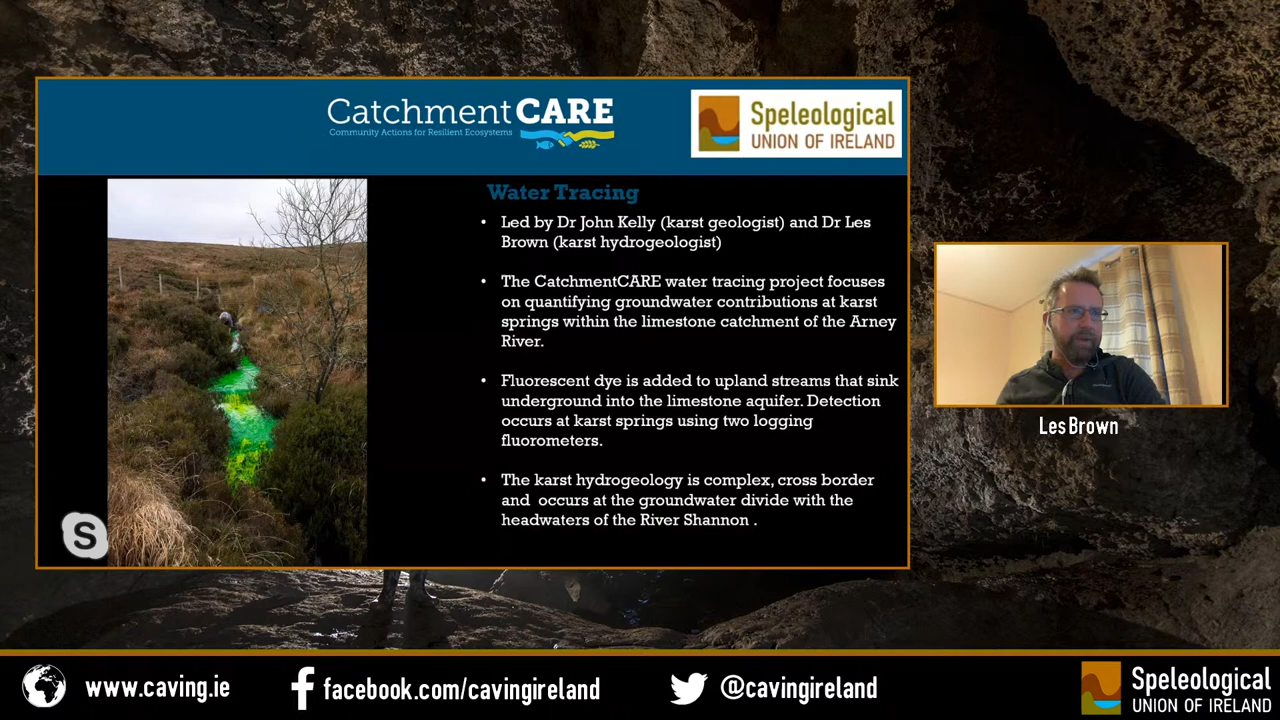 CatchmentCARE
Community Actions for Resilient Ecosystems
Speleological
UNION OF IRELAND
Water Tracing
• Led by Dr John Kelly (karst geologist) and Dr Les
Brown (karst hydrogeologist)
• The CatchmentCARE water tracing project focuses
on quantifying groundwater contributions at karst
springs within the limestone catchment of the Arney
River.
• Fluorescent dye is added to upland streams that sink
underground into the limestone aquifer. Detection
occurs at karst springs using two logging
fluorometers.
• The karst hydrogeology is complex, cross border
and occurs at the groundwater divide with the
headwaters of the River Shannon .
S
Les Brown
www.caving.ie
facebook.com/cavingireland
@cavingireland
Speleological
UNION OF IRELAND